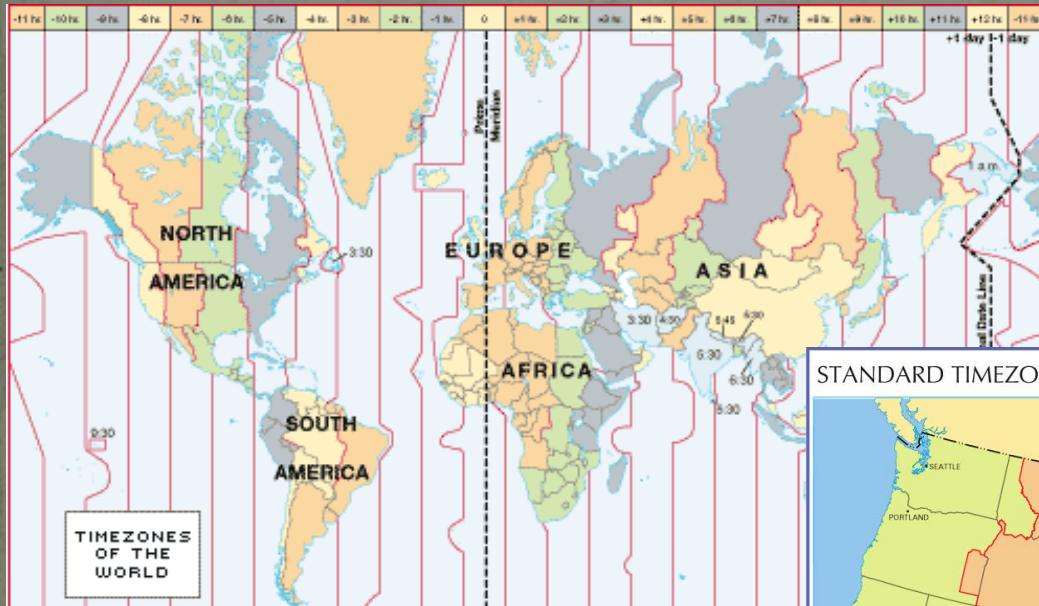 -11 hr. -10 hr. -9 hr. -8 hr. -7 hr. -6 hr. -5 hr. -4 hr. -3 hr. -2 hr. -1 hr. 0 +1 hr. +2 hr. +3 hr. +4 hr. +5 hr. +6 hr. +7 hr. +8 hr. +9 hr. +10 hr. +11 hr. +12 hr. -11 hr.
+1 day -1 day
Prime
Meridian
1 a.m.
NORTH
AMERICA
3:30
EUROPE
ASIA
Date Line
3:30
4:30
5:45
6:30
5:30
6:30
5:30
AFRICA
SOUTH
AMERICA
9:30
TIMEZONES
OF THE
WORLD
STANDARD TIMEZO
SEATTLE
PORTLAND